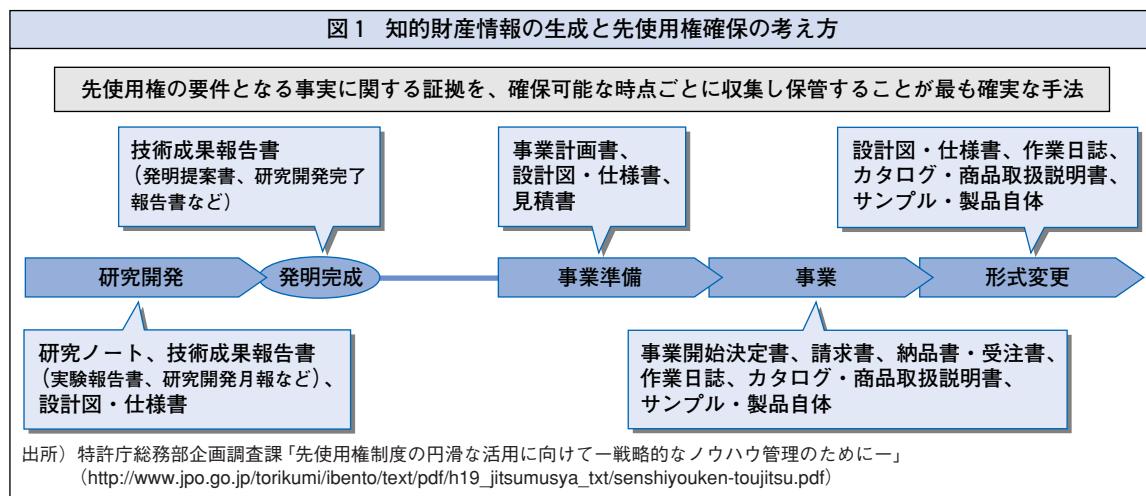 図1 知的財産情報の生成と先使用権確保の考え方
先使用権の要件となる事実に関する証拠を、確保可能な時点ごとに収集し保管することが最も確実な手法
技術成果報告書
(発明提案書、研究開発完了
報告書など)
事業計画書、
設計図・仕様書、
見積書
設計図・仕様書、作業日誌、
カタログ・商品取扱説明書、
サンプル・製品自体
研究開発
発明完成
事業準備
事業
形式変更
研究ノート、技術成果報告書
(実験報告書、研究開発月報など)、
設計図・仕様書
事業開始決定書、請求書、納品書・受注書、
作業日誌、カタログ・商品取扱説明書、
サンプル・製品自体
出所)特許庁総務部企画調査課「先使用権制度の円滑な活用に向けて―戦略的なノウハウ管理のために―」
(http://www.jpo.go.jp/torikumi/ibento/text/pdf/h19_jitsumusya_txt/senshiyouken-toujitsu.pdf)